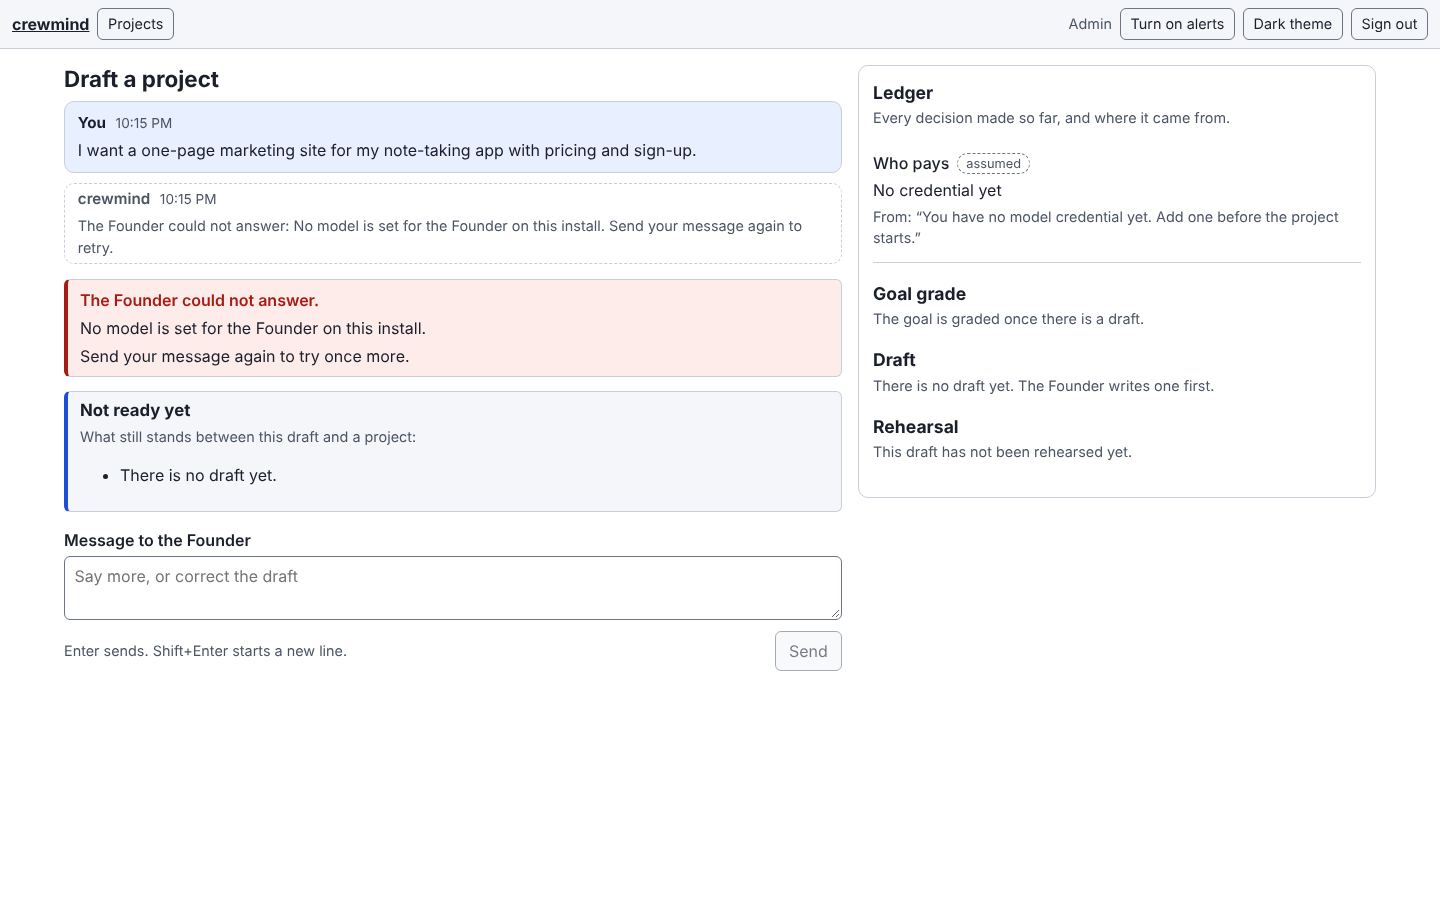 crewmind Projects Admin Turn on alerts Dark theme Sign out
Draft a project
You 10:15 PM
I want a one-page marketing site for my note-taking app with pricing and sign-up.
crewmind 10:15 PM
The Founder could not answer: No model is set for the Founder on this install. Send your message again to
retry.
The Founder could not answer.
No model is set for the Founder on this install.
Send your message again to try once more.
Not ready yet
What still stands between this draft and a project:
• There is no draft yet.
Message to the Founder
Say more, or correct the draft
Enter sends. Shift+Enter starts a new line. Send
Ledger
Every decision made so far, and where it came from.
Who pays assumed
No credential yet
From: “You have no model credential yet. Add one before the project
starts.”
Goal grade
The goal is graded once there is a draft.
Draft
There is no draft yet. The Founder writes one first.
Rehearsal
This draft has not been rehearsed yet.